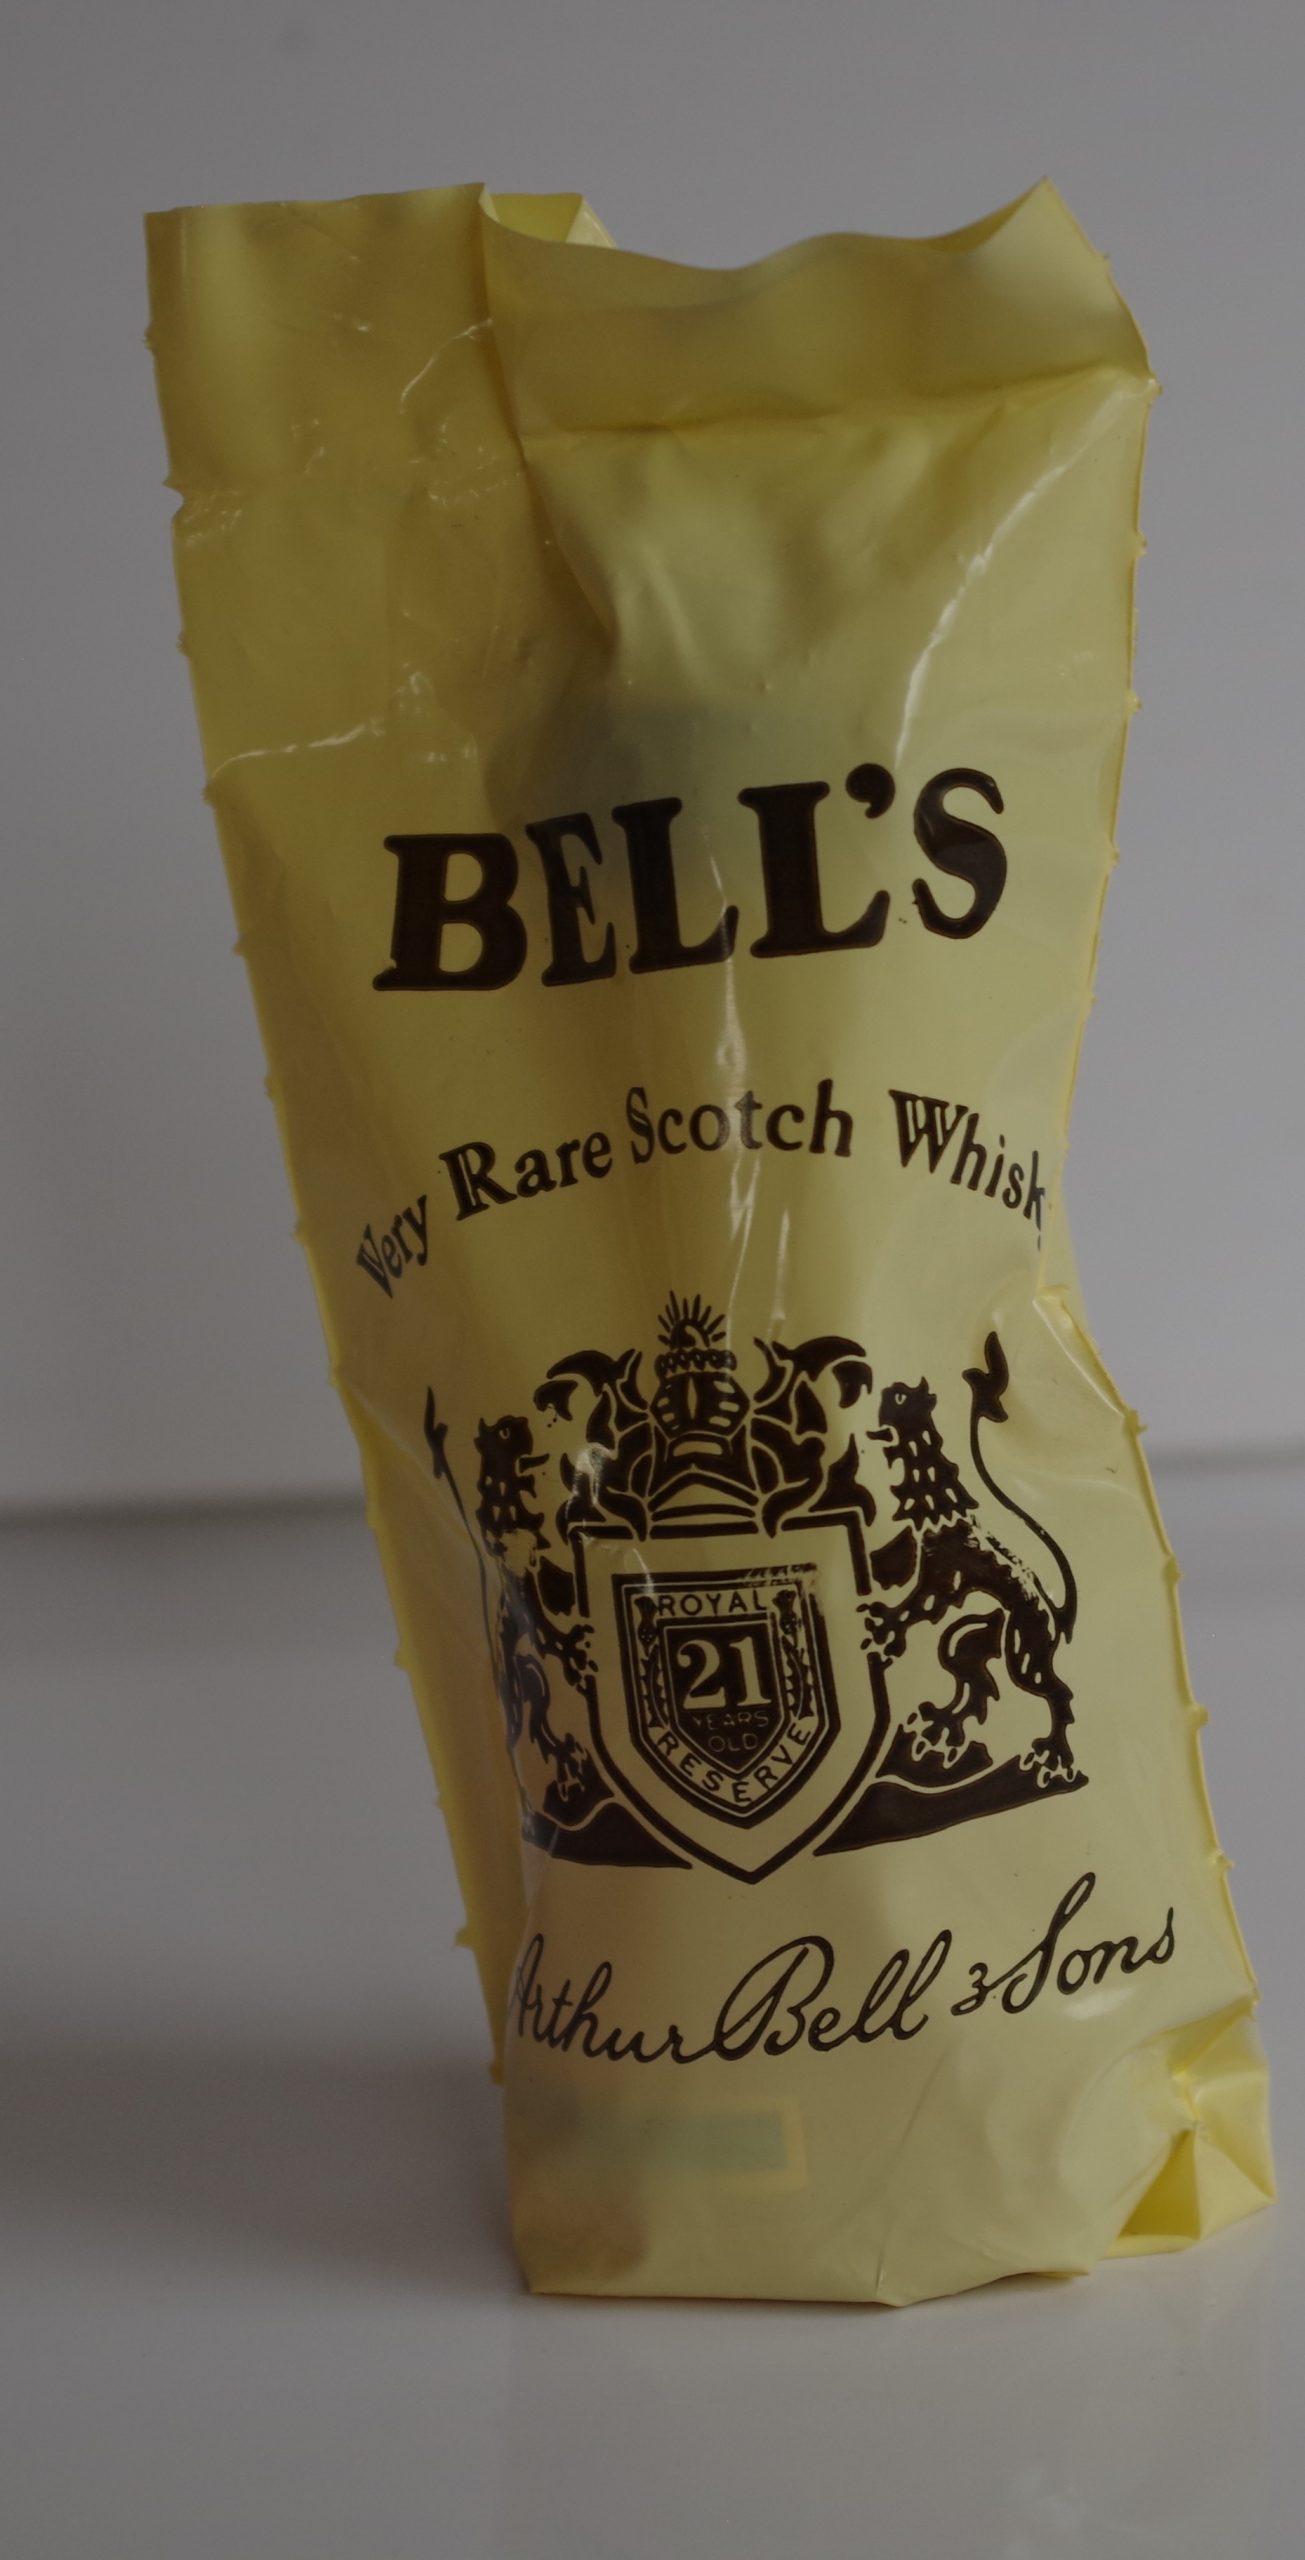 BELL'S
Very Rare Scotch Whisk
ROYAL
21
YEARS
OLD
RESERVE
Arthur Bell & Sons